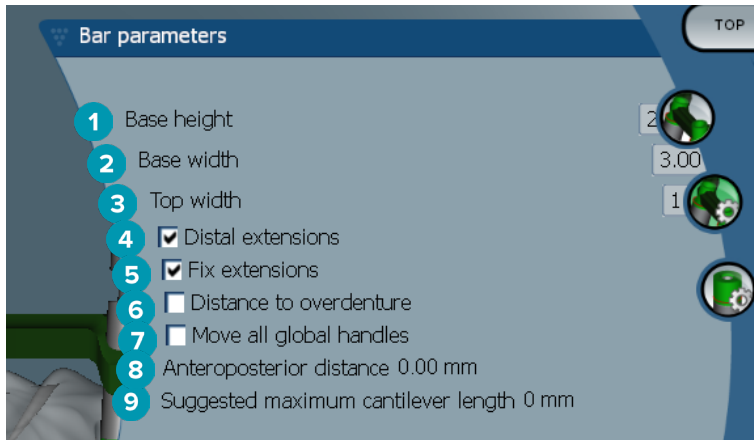 TOP
Bar parameters
1 Base height 2
2 Base width 3.00
3 Top width 1
4 Distal extensions
5 Fix extensions
6 Distance to overdenture
7 Move all global handles
8 Anteroposterior distance 0.00 mm
9 Suggested maximum cantilever length 0 mm